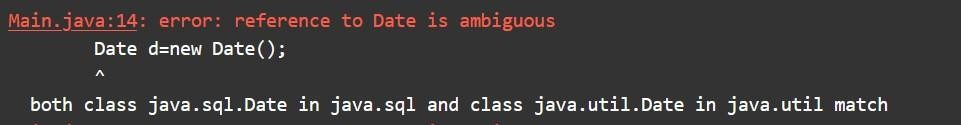 Main.java:14: error: reference to Date is ambiguous
Date d=new Date();
^
both class java.sql.Date in java.sql and class java.util.Date in java.util match